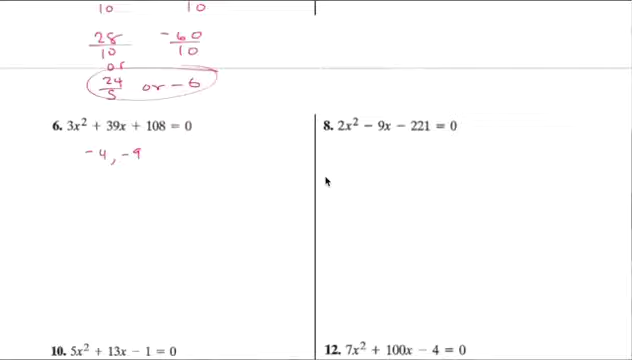 10 10
28/10 -60/10
or
24/5 or -6
6. 3x² + 39x + 108 = 0
8. 2x² − 9x − 221 = 0
-4, -9
10. 5x² + 13x − 1 = 0
12. 7x² + 100x − 4 = 0